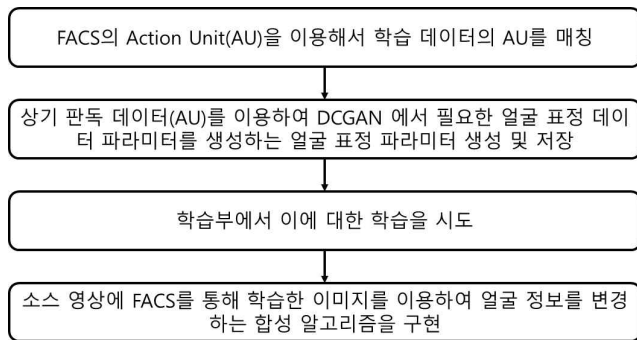 FACS의 Action Unit(AU)을 이용해서 학습 데이터의 AU를 매칭
상기 판독 데이터(AU)를 이용하여 DCGAN 에서 필요한 얼굴 표정 데이
터 파라미터를 생성하는 얼굴 표정 파라미터 생성 및 저장
학습부에서 이에 대한 학습을 시도
소스 영상에 FACS를 통해 학습한 이미지를 이용하여 얼굴 정보를 변경
하는 합성 알고리즘을 구현